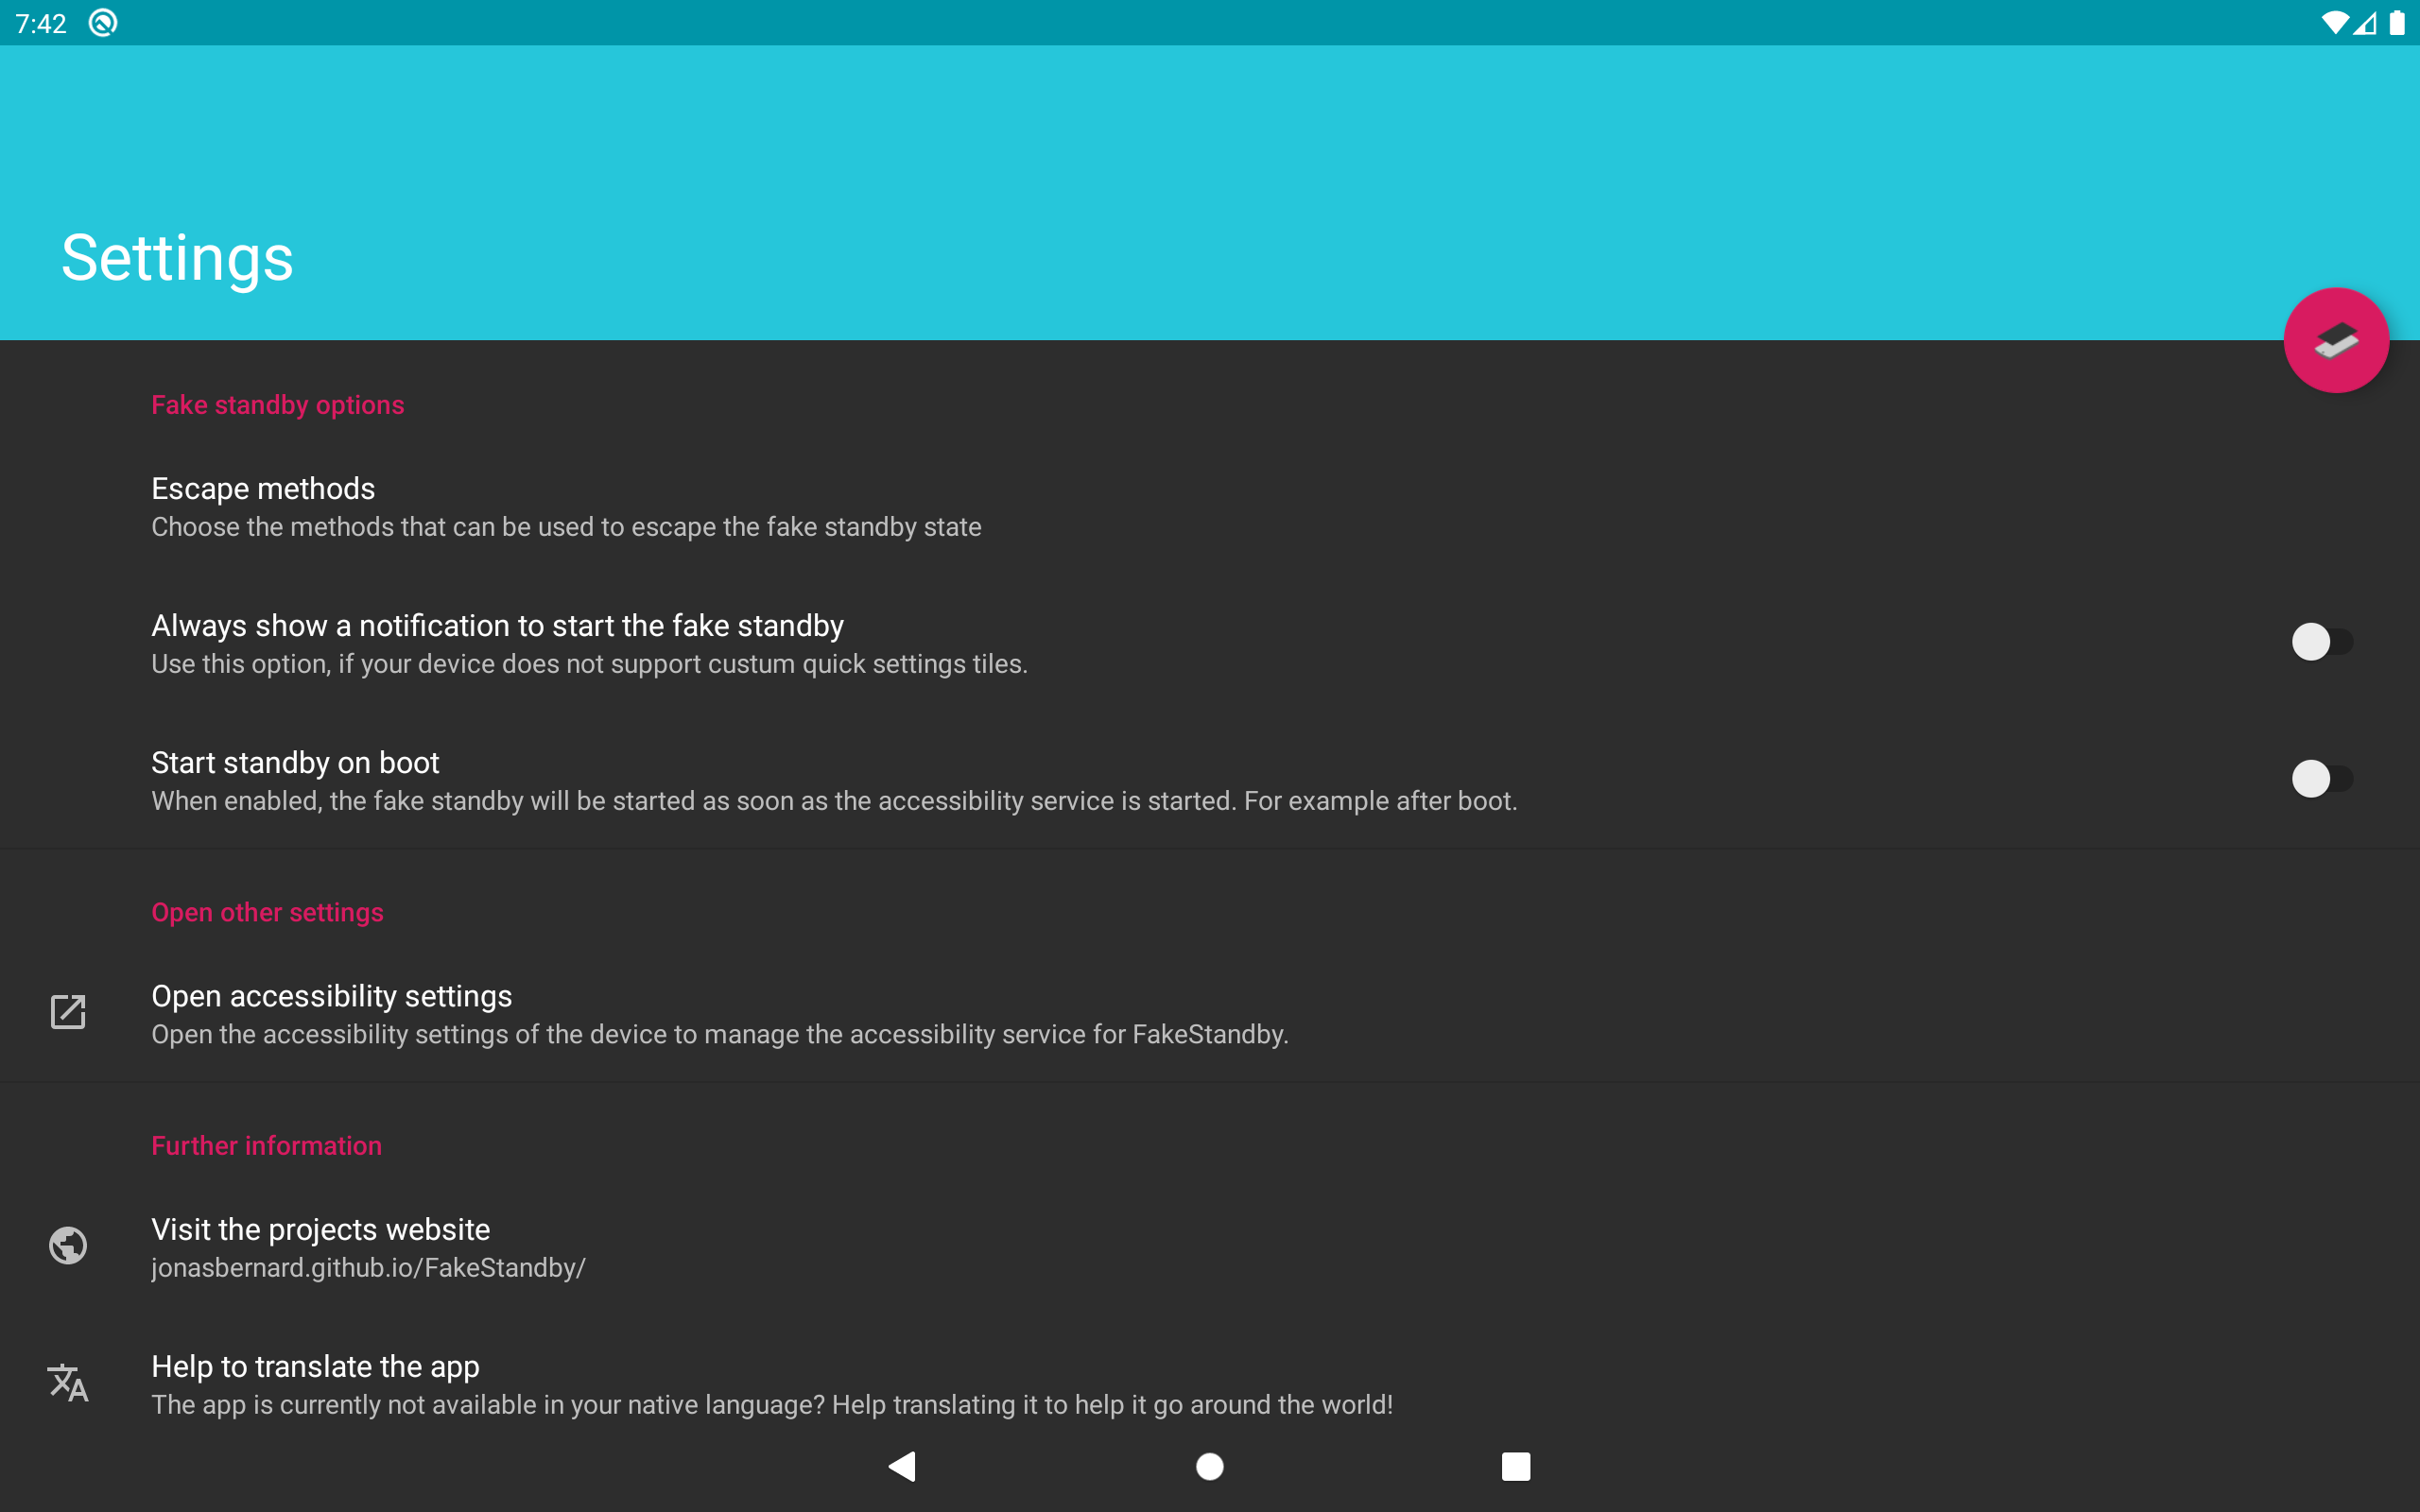 7:42
Settings
Fake standby options
Escape methods
Choose the methods that can be used to escape the fake standby state
Always show a notification to start the fake standby
Use this option, if your device does not support custum quick settings tiles.
Start standby on boot
When enabled, the fake standby will be started as soon as the accessibility service is started. For example after boot.
Open other settings
Open accessibility settings
Open the accessibility settings of the device to manage the accessibility service for FakeStandby.
Further information
Visit the projects website
jonasbernard.github.io/FakeStandby/
Help to translate the app
The app is currently not available in your native language? Help translating it to help it go around the world!